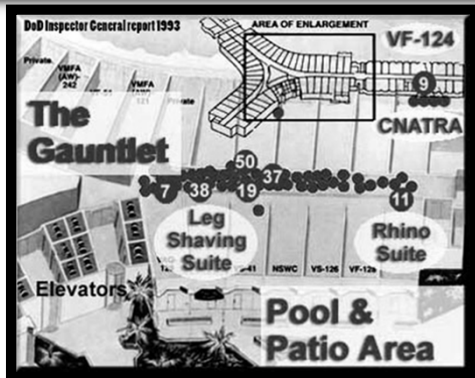 DoD Inspector General report 1993
AREA OF ENLARGEMENT
VF-124
Private
VMFA
(AW)-
242
VMFA
Private
9
CNATRA
The
Gauntlet
50
37
7
38
19
11
Leg
Shaving
Suite
Rhino
Suite
NSWC
VS-126
Elevators
Pool &
Patio Area